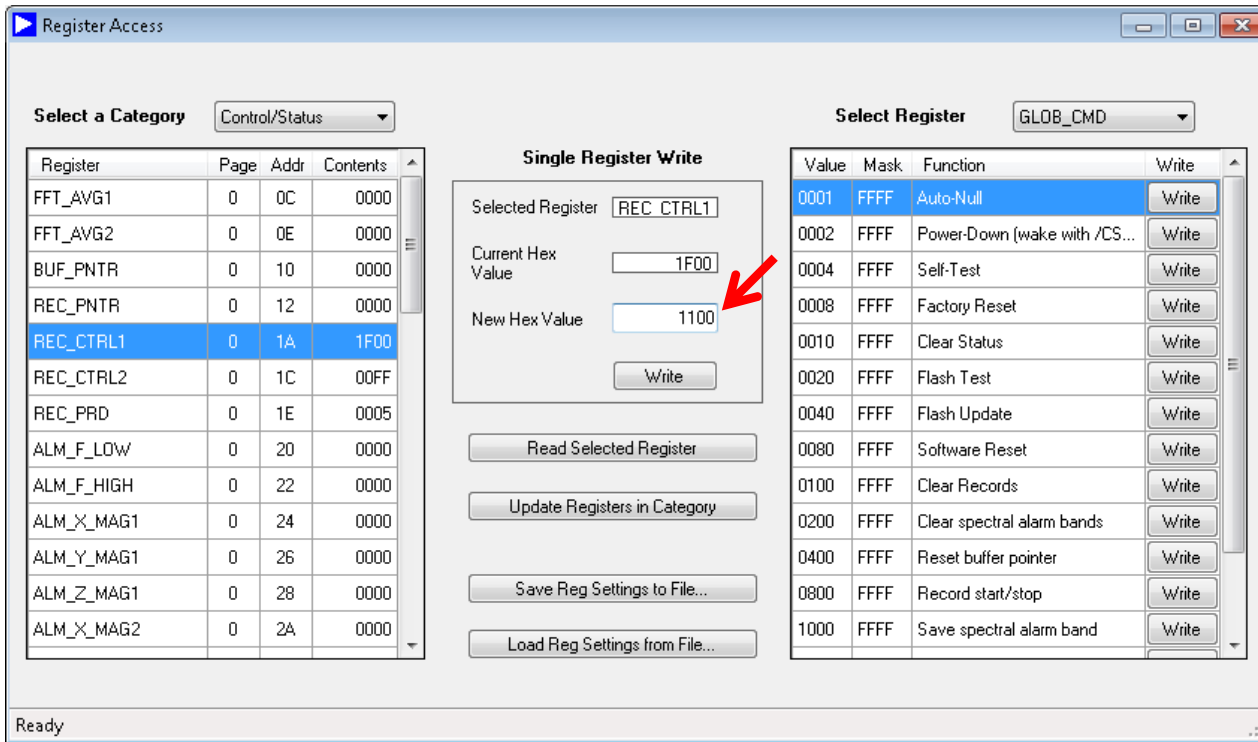 Register Access
Select a Category Control/Status
Select Register GLOB_CMD
Register Page Addr Contents
FFT_AVG1 0 0C 0000
FFT_AVG2 0 0E 0000
BUF_PNTR 0 10 0000
REC_PNTR 0 12 0000
REC_CTRL1 0 1A 1F00
REC_CTRL2 0 1C 00FF
REC_PRD 0 1E 0005
ALM_F_LOW 0 20 0000
ALM_F_HIGH 0 22 0000
ALM_X_MAG1 0 24 0000
ALM_Y_MAG1 0 26 0000
ALM_Z_MAG1 0 28 0000
ALM_X_MAG2 0 2A 0000
Single Register Write
Selected Register REC_CTRL1
Current Hex
Value 1F00
New Hex Value 1100
Write
Read Selected Register
Update Registers in Category
Save Reg Settings to File...
Load Reg Settings from File...
Value Mask Function Write
0001 FFFF Auto-Null Write
0002 FFFF Power-Down (wake with /CS... Write
0004 FFFF Self-Test Write
0008 FFFF Factory Reset Write
0010 FFFF Clear Status Write
0020 FFFF Flash Test Write
0040 FFFF Flash Update Write
0080 FFFF Software Reset Write
0100 FFFF Clear Records Write
0200 FFFF Clear spectral alarm bands Write
0400 FFFF Reset buffer pointer Write
0800 FFFF Record start/stop Write
1000 FFFF Save spectral alarm band Write
Ready